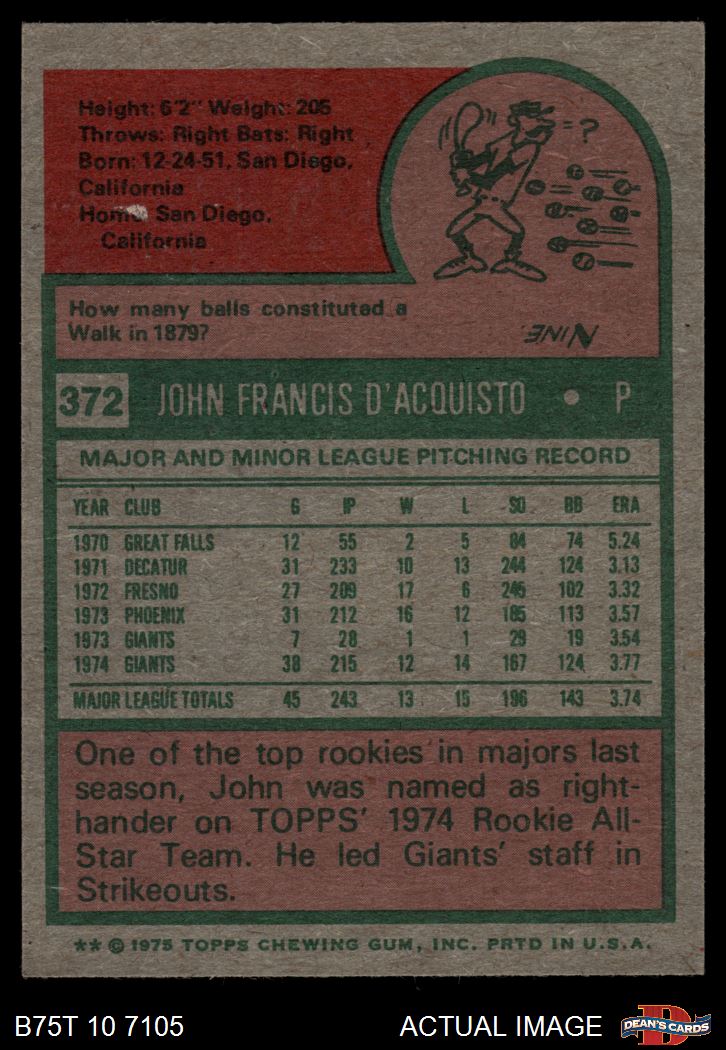 Height: 6'2" Weight: 205
Throws: Right Bats: Right
Born: 12-24-51, San Diego,
California
Home: San Diego,
California
= ?
How many balls constituted a
Walk in 1879?
NINE.
372 JOHN FRANCIS D'ACQUISTO • P
MAJOR AND MINOR LEAGUE PITCHING RECORD
YEAR CLUB G IP W L SO BB ERA
1970 GREAT FALLS 12 55 2 5 84 74 5.24
1971 DECATUR 31 233 10 13 244 124 3.13
1972 FRESNO 27 209 17 6 245 102 3.32
1973 PHOENIX 31 212 16 12 185 113 3.57
1973 GIANTS 7 28 1 1 29 19 3.54
1974 GIANTS 38 215 12 14 167 124 3.77
MAJOR LEAGUE TOTALS 45 243 13 15 196 143 3.74
One of the top rookies in majors last
season, John was named as right-
hander on TOPPS' 1974 Rookie All-
Star Team. He led Giants' staff in
Strikeouts.
** © 1975 TOPPS CHEWING GUM, INC. PRTD IN U.S.A.
B75T 10 7105 ACTUAL IMAGE
D
DEAN'S CARDS